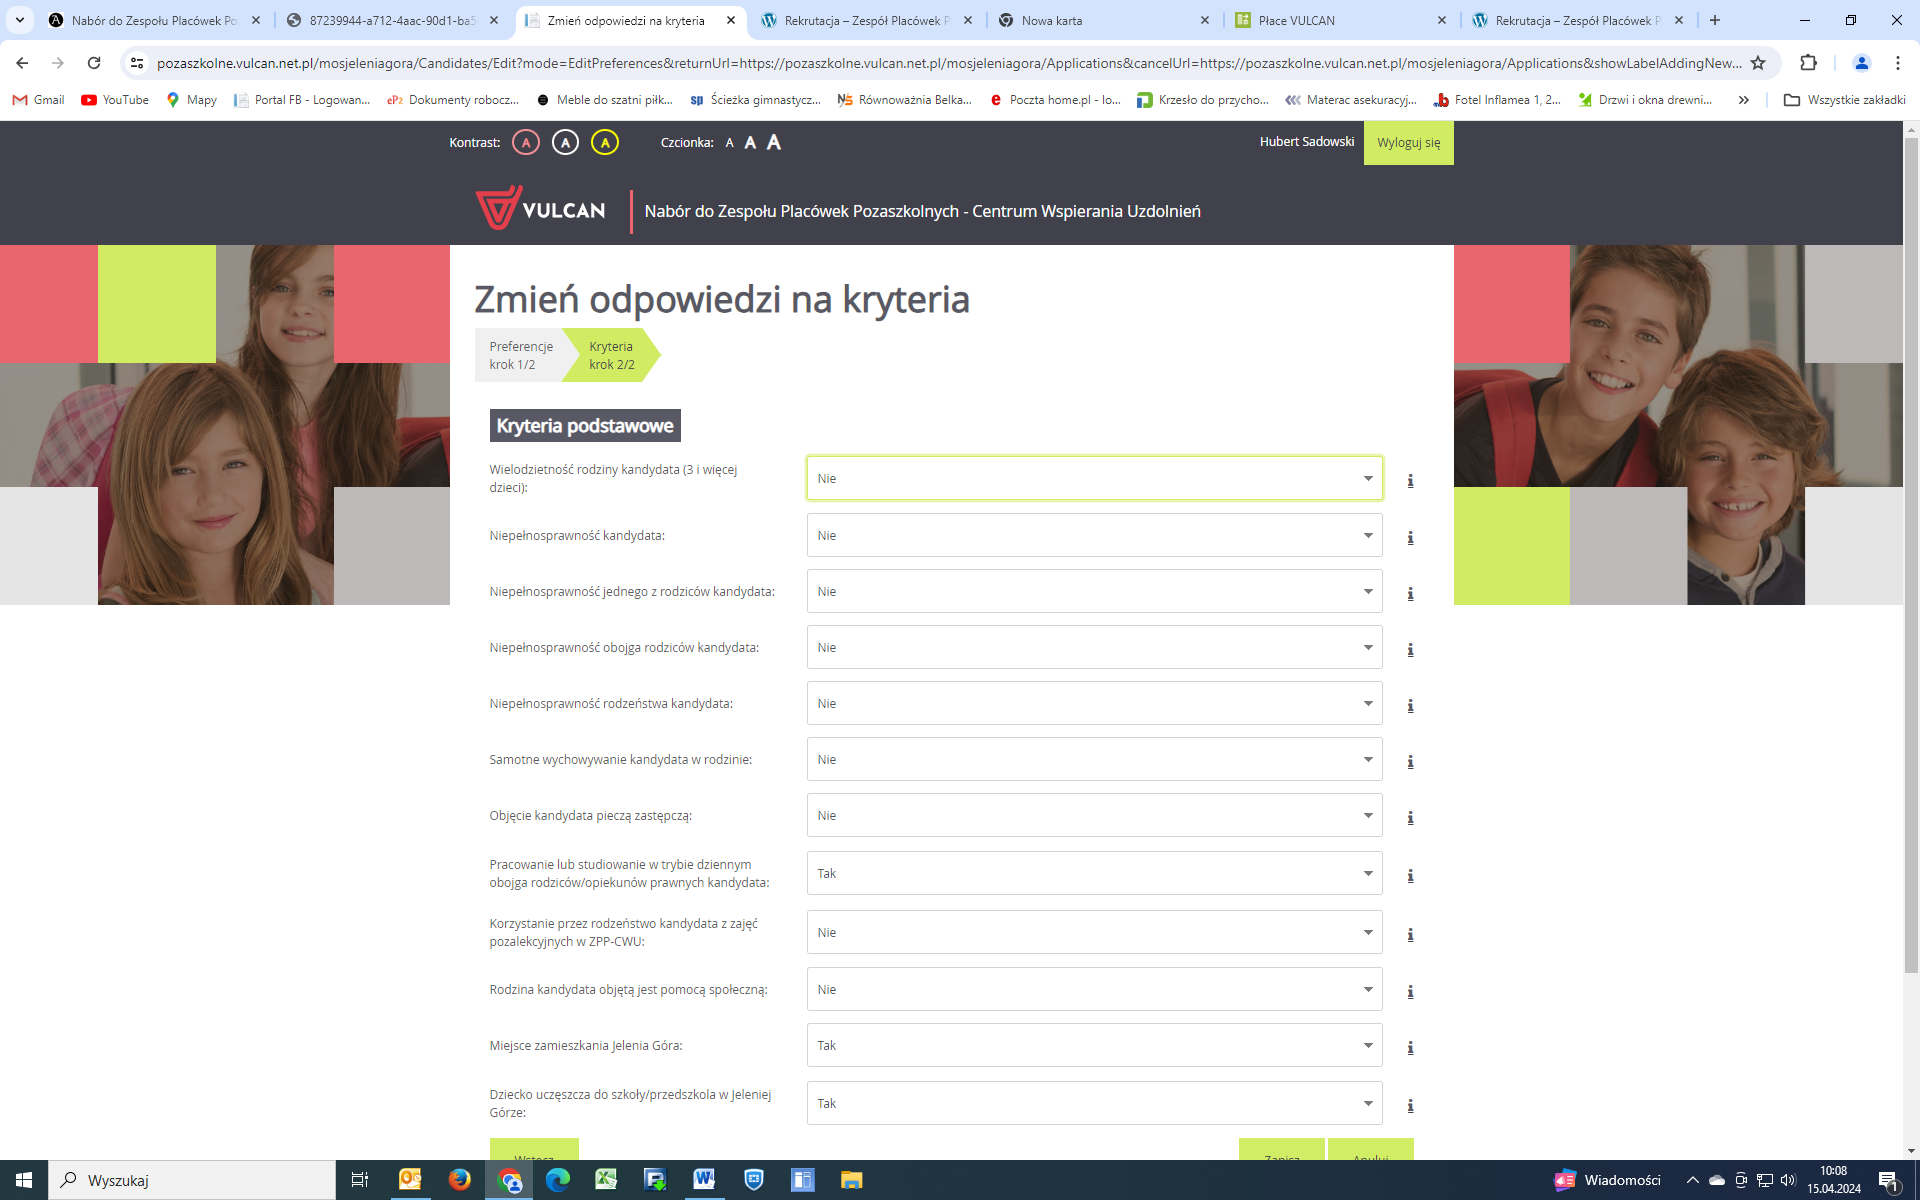 Nabór do Zespołu Placówek Po
87239944-a712-4aac-90d1-ba5
Zmień odpowiedzi na kryteria
Rekrutacja – Zespół Placówek P
Nowa karta
Płace VULCAN
Rekrutacja – Zespół Placówek P
pozaszkolne.vulcan.net.pl/mosjeleniagora/Candidates/Edit?mode=EditPreferences&returnUrl=https://pozaszkolne.vulcan.net.pl/mosjeleniagora/Applications&cancelUrl=https://pozaszkolne.vulcan.net.pl/mosjeleniagora/Applications&showLabelAddingNew...
Gmail
YouTube
Mapy
Portal FB - Logowan...
Dokumenty robocz...
Meble do szatni piłk...
Ścieżka gimnastycz...
Równoważnia Belka...
Poczta home.pl - lo...
Krzesło do przycho...
Materac asekuracyj...
Fotel Inflamea 1, 2...
Drzwi i okna drewni...
Wszystkie zakładki
Kontrast: A A A Czcionka: A A A
Hubert Sadowski Wyloguj się
VULCAN
Nabór do Zespołu Placówek Pozaszkolnych - Centrum Wspierania Uzdolnień
Zmień odpowiedzi na kryteria
Preferencje
krok 1/2
Kryteria
krok 2/2
Kryteria podstawowe
Wielodzietność rodziny kandydata (3 i więcej
dzieci):
Nie
Niepełnosprawność kandydata:
Nie
Niepełnosprawność jednego z rodziców kandydata:
Nie
Niepełnosprawność obojga rodziców kandydata:
Nie
Niepełnosprawność rodzeństwa kandydata:
Nie
Samotne wychowywanie kandydata w rodzinie:
Nie
Objęcie kandydata pieczą zastępczą:
Nie
Pracowanie lub studiowanie w trybie dziennym
obojga rodziców/opiekunów prawnych kandydata:
Tak
Korzystanie przez rodzeństwo kandydata z zajęć
pozalekcyjnych w ZPP-CWU:
Nie
Rodzina kandydata objętą jest pomocą społeczną:
Nie
Miejsce zamieszkania Jelenia Góra:
Tak
Dziecko uczęszcza do szkoły/przedszkola w Jeleniej
Górze:
Tak
Wstecz
Zapisz
Anuluj
Wyszukaj
Wiadomości
10:08
15.04.2024
1